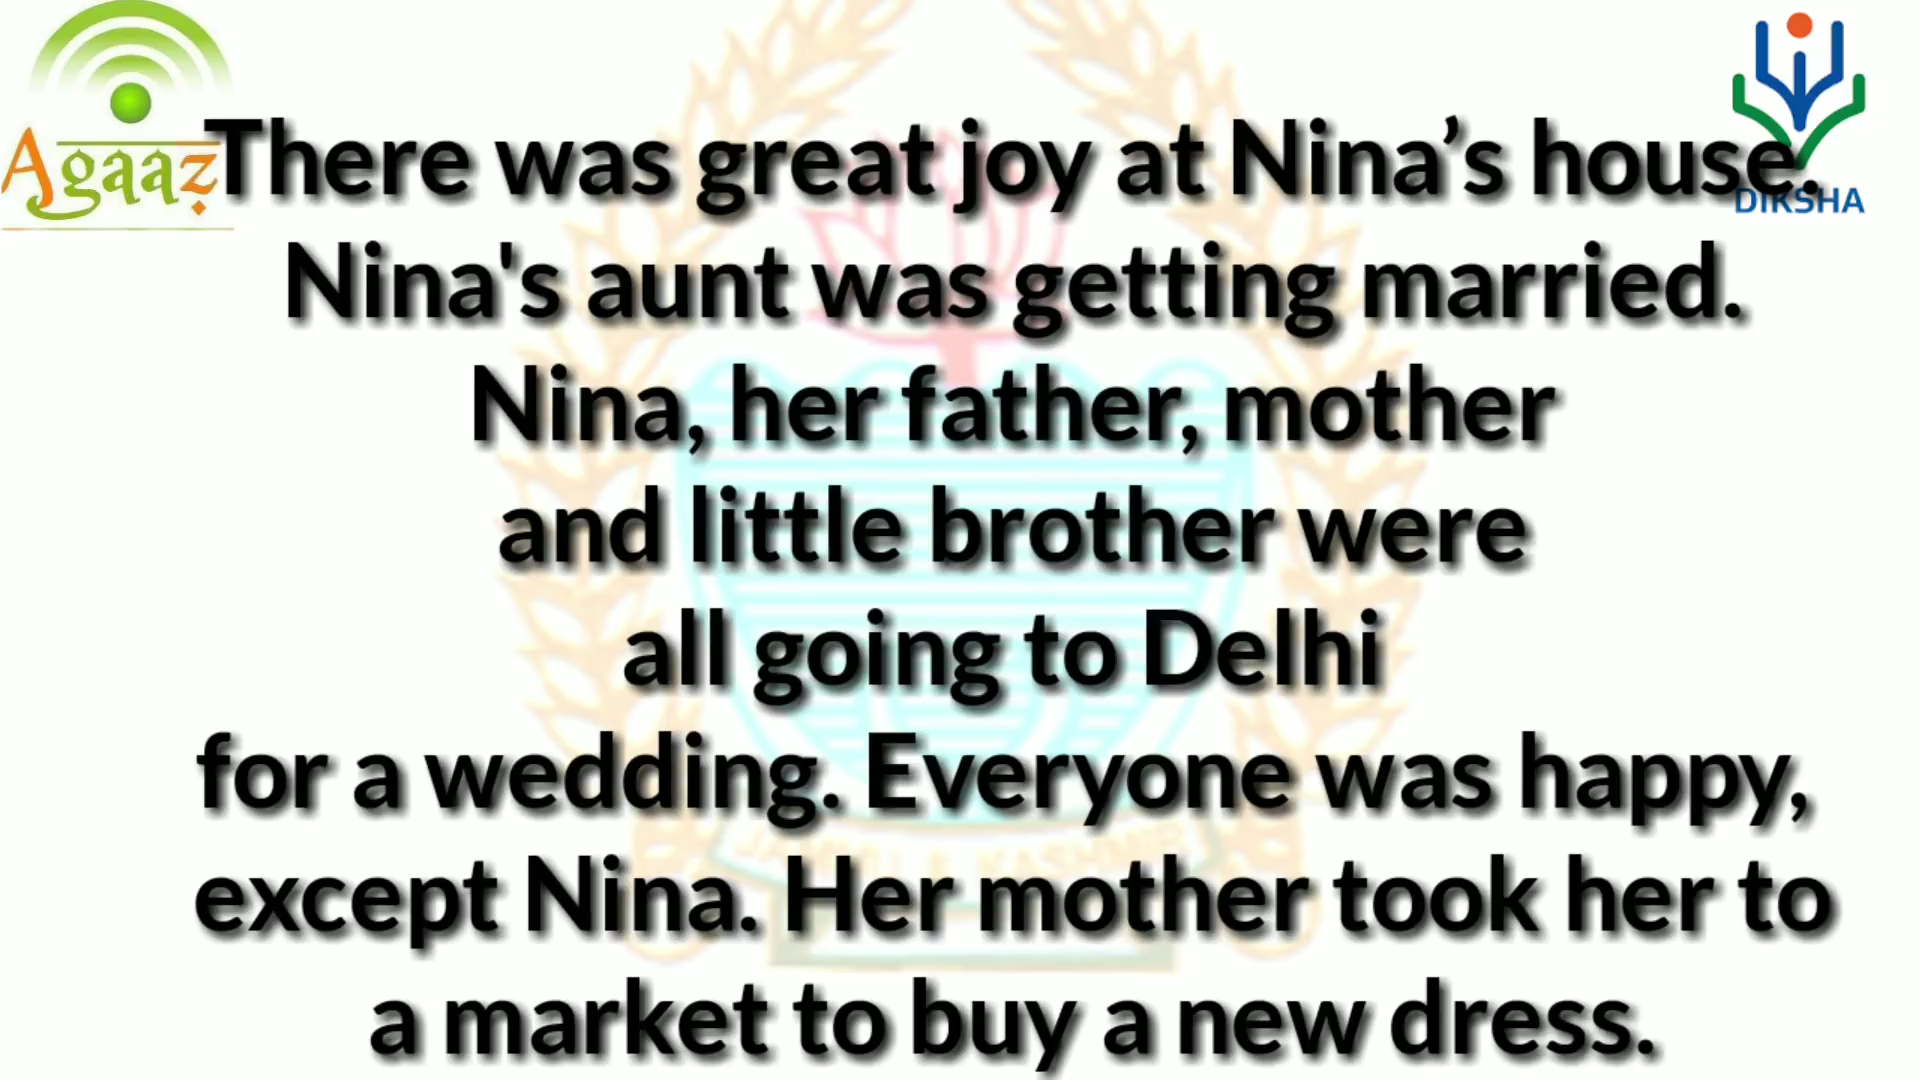 Agaaz
DIKSHA
There was great joy at Nina’s house.
Nina's aunt was getting married.
Nina, her father, mother
and little brother were
all going to Delhi
for a wedding. Everyone was happy,
except Nina. Her mother took her to
a market to buy a new dress.
JAMMU & KASHMIR